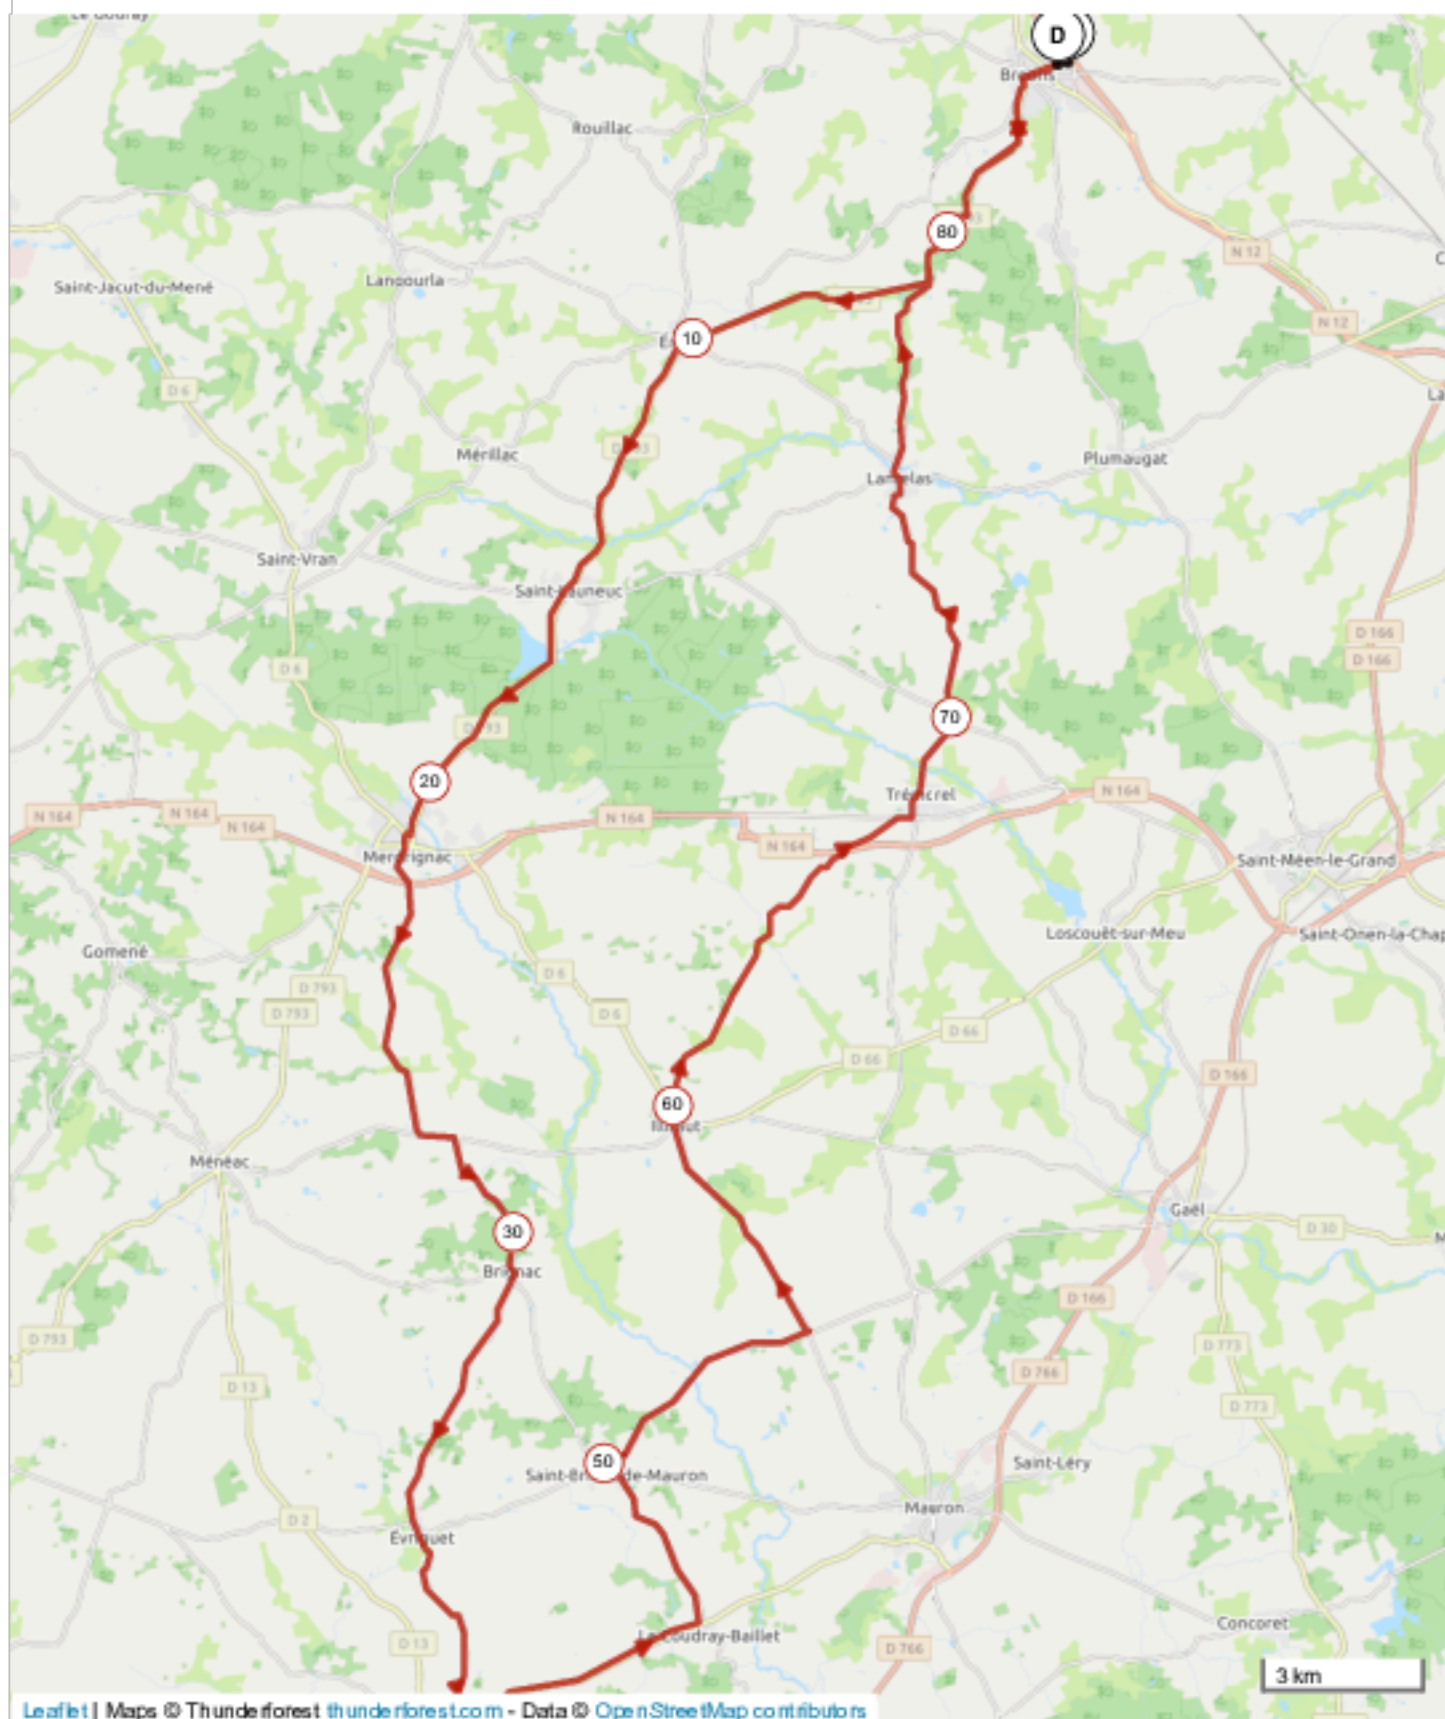 D
Rouillac
80
N 12
Saint-Jacut-du-Mené
N 12
10
D 6
Mérillac
Plumaugat
Saint-Vran
D 166
D 166
D 6
70
20
N 164
N 164
N 164
N 164
N 164
N 164
Saint-Méen-le-Grand
Gomené
Loscouët-sur-Meu
D 6
D 793
D 793
D 6
D 66
D 66
D 166
60
Ménéac
Gaël
D 30
30
D 166
D 793
D 766
D 773
D 13
D 773
50
Saint-Léry
Mauron
D 2
Concoret
D 13
D 766
3 km
Leaflet | Maps © Thunderforest thunderforest.com - Data © OpenStreetMap contributors